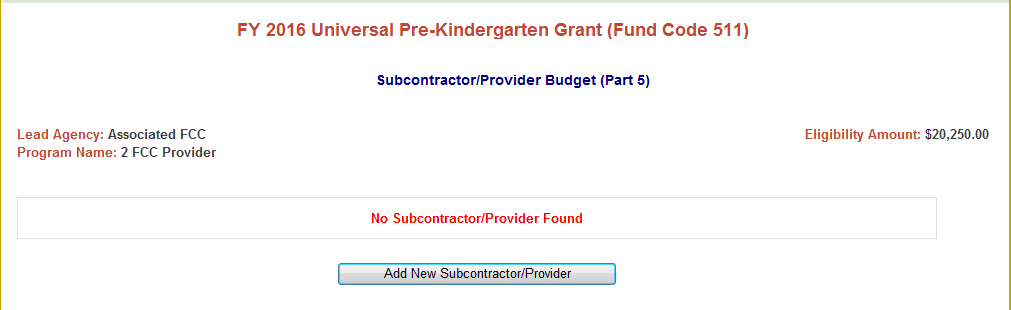 FY 2016 Universal Pre-Kindergarten Grant (Fund Code 511)
Subcontractor/Provider Budget (Part 5)
Lead Agency: Associated FCC Eligibility Amount: $20,250.00
Program Name: 2 FCC Provider
No Subcontractor/Provider Found
Add New Subcontractor/Provider